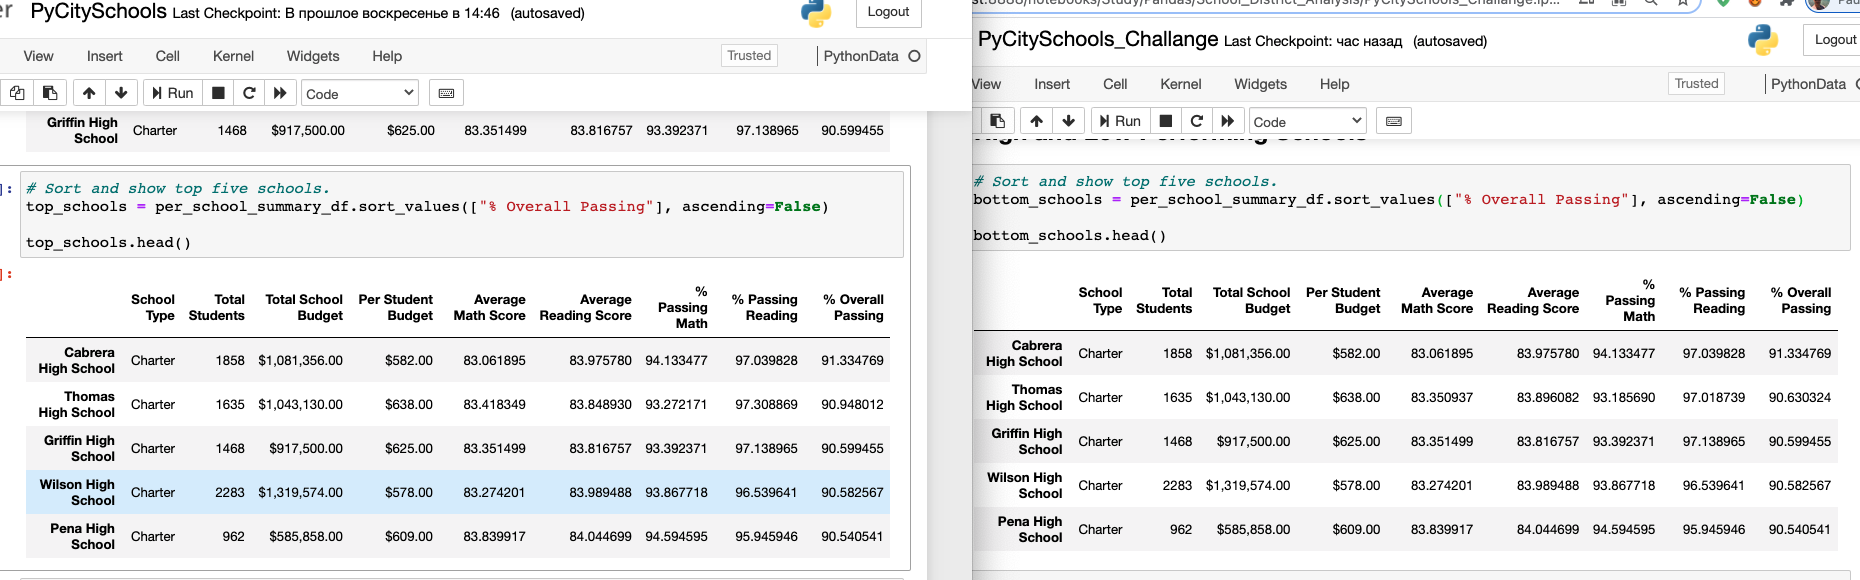 er PyCitySchools Last Checkpoint: В прошлое воскресенье в 14:46 (autosaved)
Logout
View Insert Cell Kernel Widgets Help
Trusted PythonData
Run Code
Griffin High School Charter 1468 $917,500.00 $625.00 83.351499 83.816757 93.392371 97.138965 90.599455
]:
# Sort and show top five schools.
top_schools = per_school_summary_df.sort_values(["% Overall Passing"], ascending=False)
top_schools.head()
]:
School Type Total Students Total School Budget Per Student Budget Average Math Score Average Reading Score % Passing Math % Passing Reading % Overall Passing
Cabrera High School Charter 1858 $1,081,356.00 $582.00 83.061895 83.975780 94.133477 97.039828 91.334769
Thomas High School Charter 1635 $1,043,130.00 $638.00 83.418349 83.848930 93.272171 97.308869 90.948012
Griffin High School Charter 1468 $917,500.00 $625.00 83.351499 83.816757 93.392371 97.138965 90.599455
Wilson High School Charter 2283 $1,319,574.00 $578.00 83.274201 83.989488 93.867718 96.539641 90.582567
Pena High School Charter 962 $585,858.00 $609.00 83.839917 84.044699 94.594595 95.945946 90.540541
st:8888/notebooks/Study/Pandas/School_District_Analysis/PyCitySchools_Challange.ip...
PyCitySchools_Challange Last Checkpoint: час назад (autosaved)
Logout
View Insert Cell Kernel Widgets Help
Trusted PythonData
Run Code
High and Low Performing Schools
# Sort and show top five schools.
bottom_schools = per_school_summary_df.sort_values(["% Overall Passing"], ascending=False)
bottom_schools.head()
School Type Total Students Total School Budget Per Student Budget Average Math Score Average Reading Score % Passing Math % Passing Reading % Overall Passing
Cabrera High School Charter 1858 $1,081,356.00 $582.00 83.061895 83.975780 94.133477 97.039828 91.334769
Thomas High School Charter 1635 $1,043,130.00 $638.00 83.350937 83.896082 93.185690 97.018739 90.630324
Griffin High School Charter 1468 $917,500.00 $625.00 83.351499 83.816757 93.392371 97.138965 90.599455
Wilson High School Charter 2283 $1,319,574.00 $578.00 83.274201 83.989488 93.867718 96.539641 90.582567
Pena High School Charter 962 $585,858.00 $609.00 83.839917 84.044699 94.594595 95.945946 90.540541